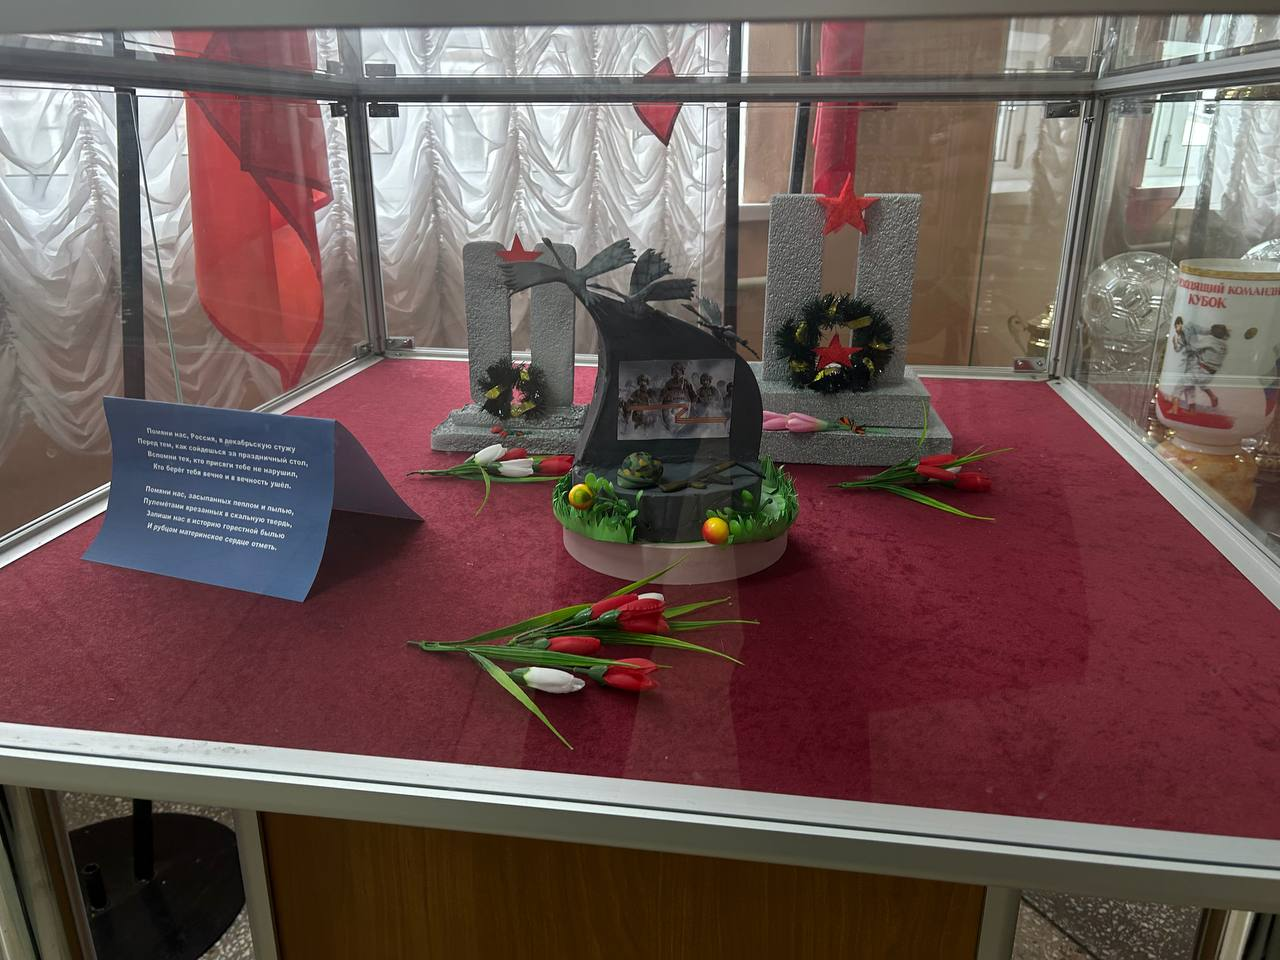 Помяни нас, Россия, в декабрьскую стужу
Перед тем, как сойдешься за праздничный стол,
Вспомни тех, кто присяги тебе не нарушил,
Кто берёг тебя вечно и в вечность ушёл.
Помяни нас, засыпанных пеплом и пылью,
Пулемётами врезанных в скальную твердь,
Запиши нас в историю горестной былью
И рубцом материнское сердце отметь.
КУБОК